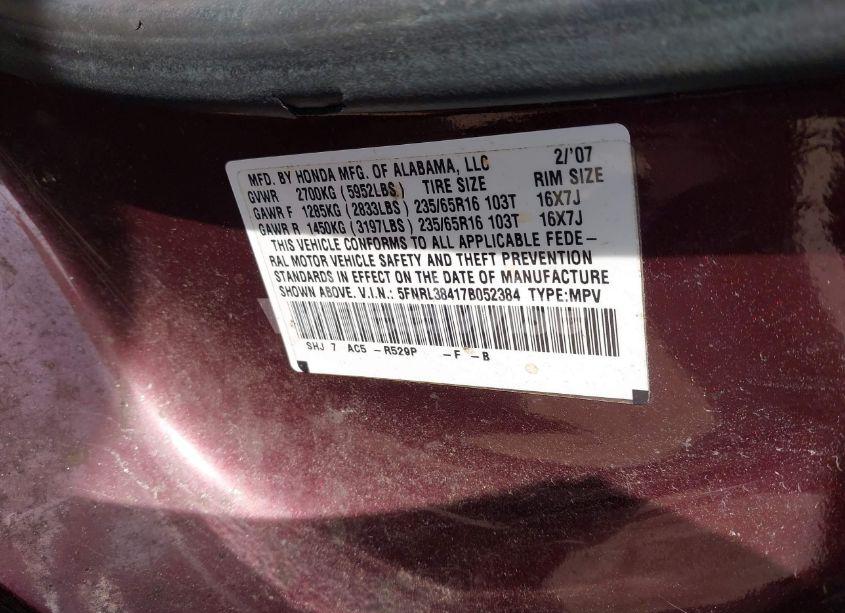 MFD. BY HONDA MFG. OF ALABAMA, LLC 2/'07
GVWR 2700KG (5952LBS) TIRE SIZE RIM SIZE
GAWR F 1285KG (2833LBS) 235/65R16 103T 16X7J
GAWR R 1450KG (3197LBS) 235/65R16 103T 16X7J
THIS VEHICLE CONFORMS TO ALL APPLICABLE FEDE-
RAL MOTOR VEHICLE SAFETY AND THEFT PREVENTION
STANDARDS IN EFFECT ON THE DATE OF MANUFACTURE
SHOWN ABOVE. V.I.N.: 5FNRL38417B052384 TYPE:MPV
SHJ 7 AC5 -R529P -F -B